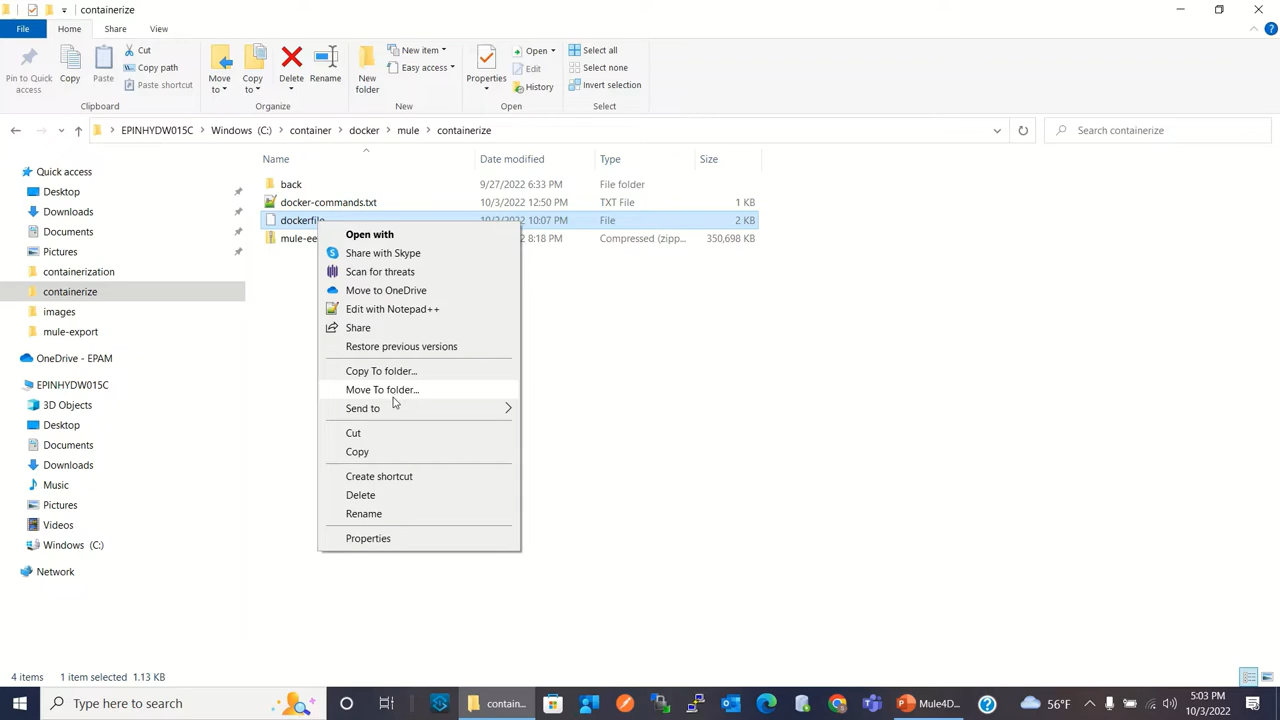 containerize
File Home Share View
Pin to Quick access
Copy
Paste
Cut
Copy path
Paste shortcut
Clipboard
Move to
Copy to
Delete
Rename
Organize
New folder
New item
Easy access
New
Properties
Open
Edit
History
Open
Select all
Select none
Invert selection
Select
EPINHYDW015C > Windows (C:) > container > docker > mule > containerize
Search containerize
Name Date modified Type Size
back 9/27/2022 6:33 PM File folder
docker-commands.txt 10/3/2022 12:50 PM TXT File 1 KB
dockerfile 10:07 PM File 2 KB
mule-ee 8:18 PM Compressed (zipp... 350,698 KB
Quick access
Desktop
Downloads
Documents
Pictures
containerization
containerize
images
mule-export
OneDrive - EPAM
EPINHYDW015C
3D Objects
Desktop
Documents
Downloads
Music
Pictures
Videos
Windows (C:)
Network
Open with
Share with Skype
Scan for threats
Move to OneDrive
Edit with Notepad++
Share
Restore previous versions
Copy To folder...
Move To folder...
Send to
Cut
Copy
Create shortcut
Delete
Rename
Properties
4 items 1 item selected 1.13 KB
Type here to search
contain...
Mule4D...
56°F
5:03 PM
10/3/2022